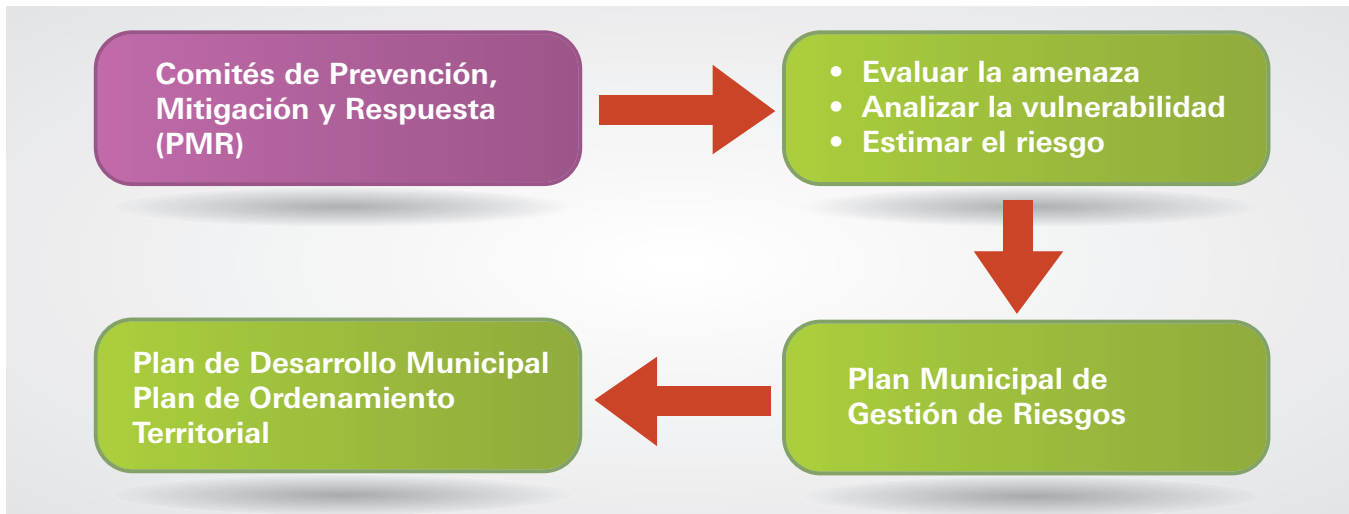 Comités de Prevención,
Mitigación y Respuesta
(PMR)
• Evaluar la amenaza
• Analizar la vulnerabilidad
• Estimar el riesgo
Plan Municipal de
Gestión de Riesgos
Plan de Desarrollo Municipal
Plan de Ordenamiento
Territorial